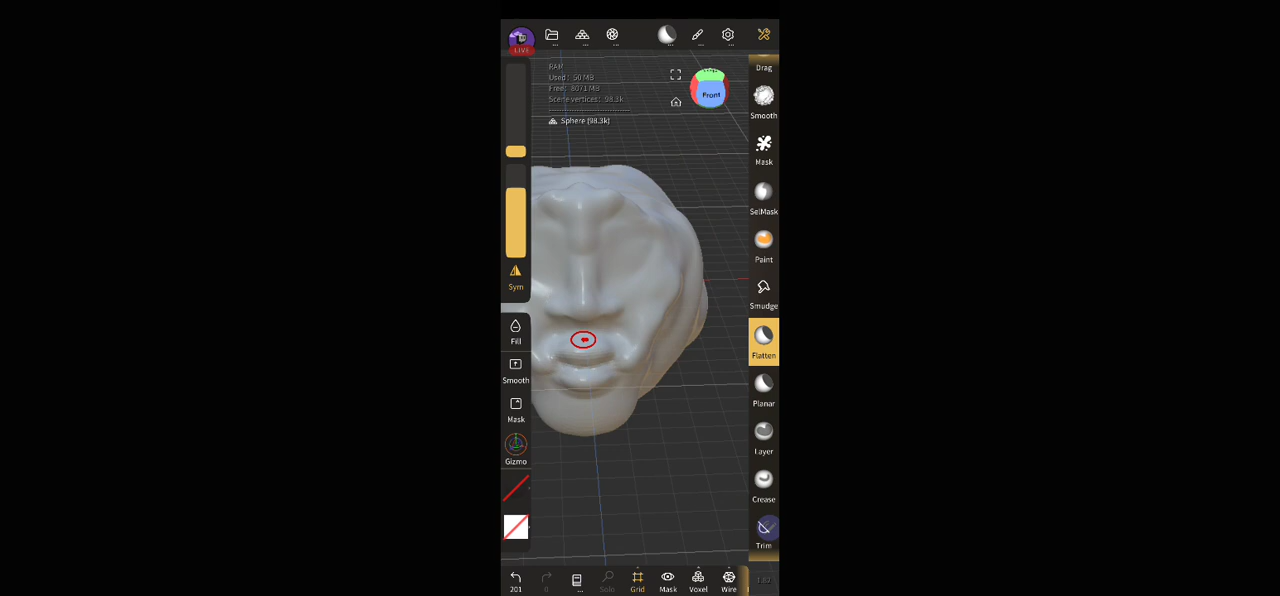 LIVE
RAM
Used: 50 MB
Free: 8071 MB
Scene vertices: 98.3k
Sphere (98.3k)
Front
Drag
Smooth
Mask
SelMask
Paint
Smudge
Flatten
Planar
Layer
Crease
Trim
Sym
Fill
Smooth
Mask
Gizmo
201
0
...
Solo
Grid
Mask
Voxel
Wire